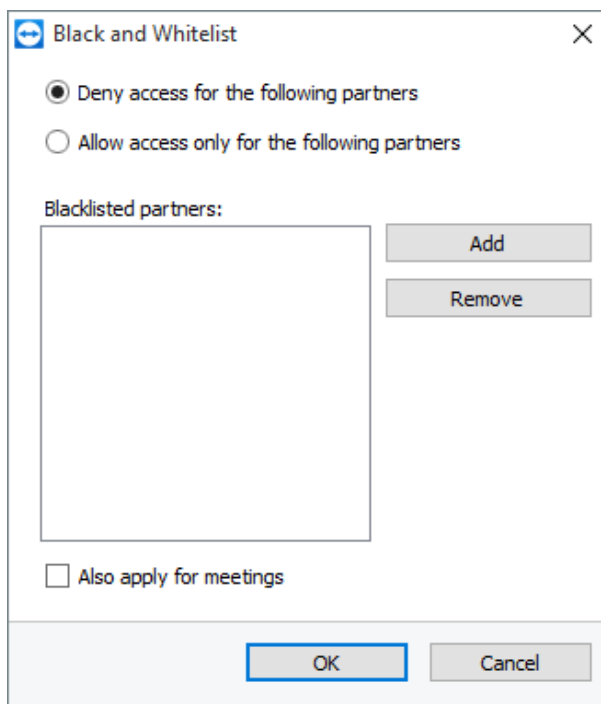 Black and Whitelist
Deny access for the following partners
Allow access only for the following partners
Blacklisted partners:
Add
Remove
Also apply for meetings
OK
Cancel